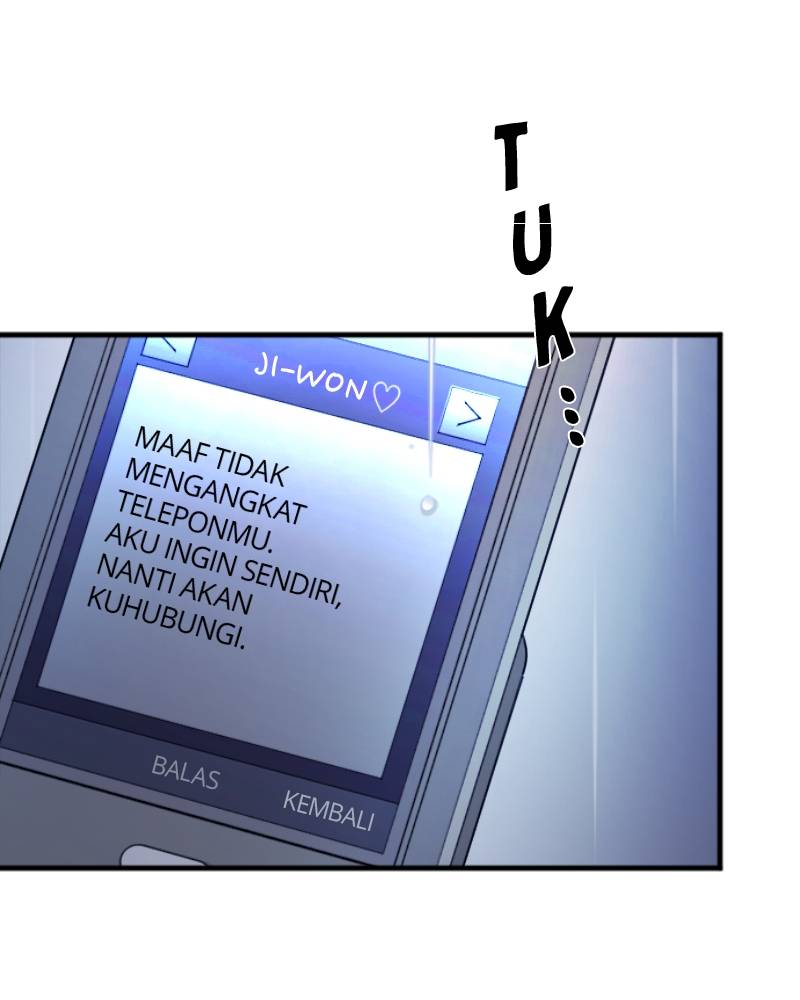 TUK...
JI-WON♡
>
MAAF TIDAK
MENGANGKAT
TELEPONMU.
AKU INGIN SENDIRI,
NANTI AKAN
KUHUBUNGI.
BALAS
KEMBALI